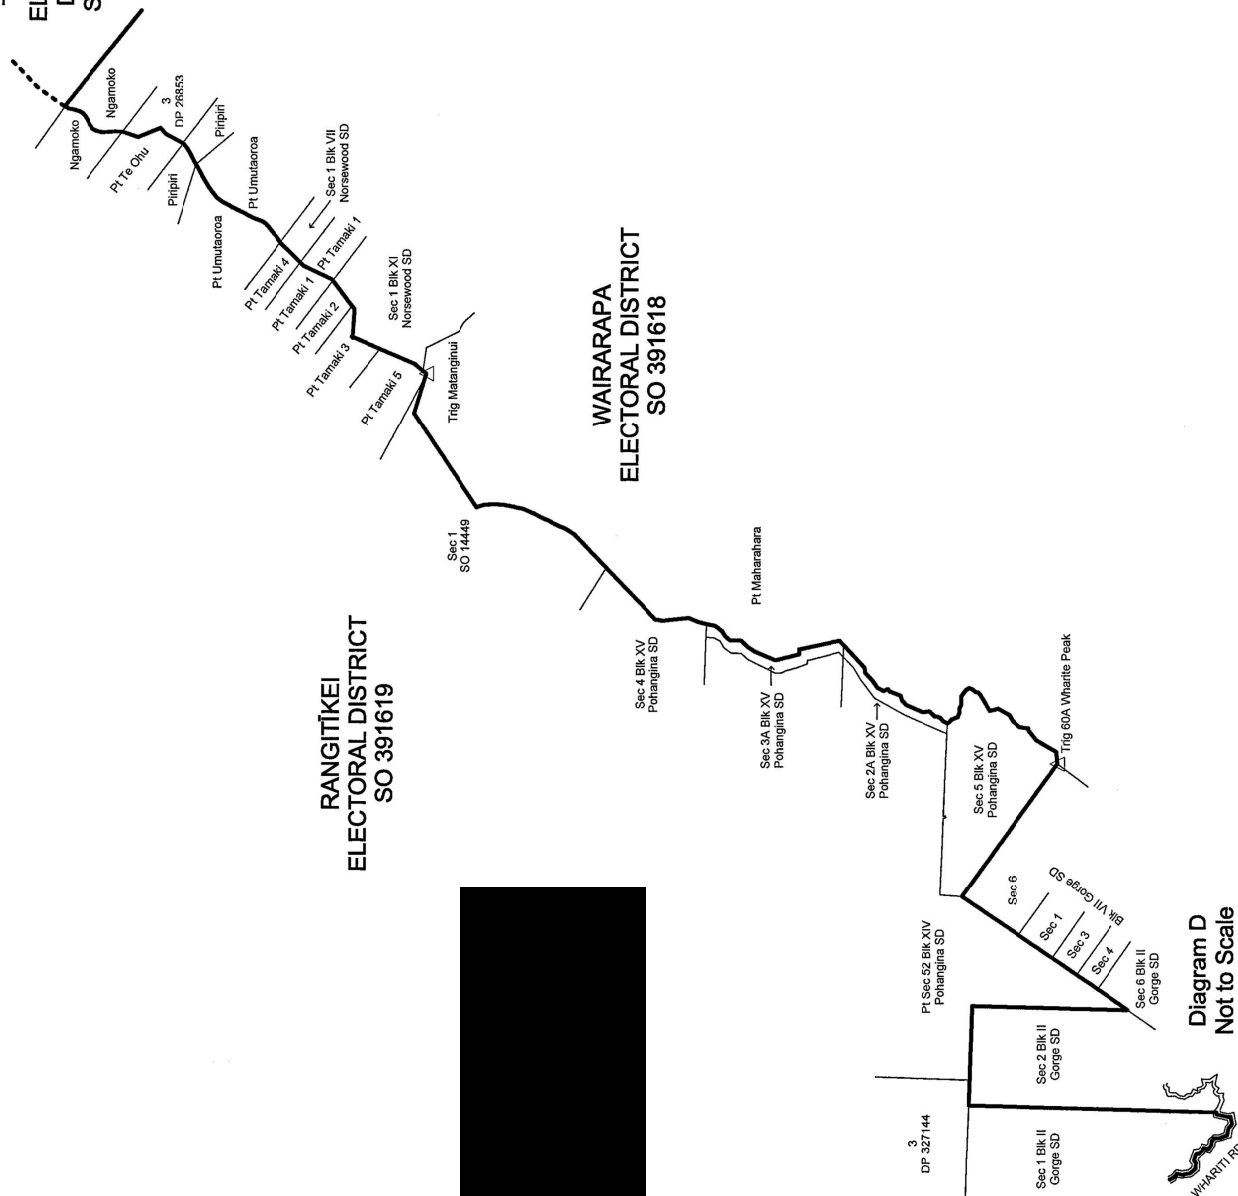 EL
D
S
Ngamoko
Ngamoko
3
DP 26853
Pt Te Ohu
Piripiri
Piripiri
Pt Umutaoroa
Pt Umutaoroa
Sec 1 Blk VII
Norsewood SD
Pt Tamaki 4
Pt Tamaki 1
Pt Tamaki 1
Pt Tamaki 2
Pt Tamaki 3
Sec 1 Blk XI
Norsewood SD
Pt Tamaki 5
Trig Matanginui
WAIRARAPA
ELECTORAL DISTRICT
SO 391618
Sec 1
SO 14449
RANGITĪKEI
ELECTORAL DISTRICT
SO 391619
Pt Maharahara
Sec 4 Blk XV
Pohangina SD
Sec 3A Blk XV
Pohangina SD
Sec 2A Blk XV
Pohangina SD
Sec 5 Blk XV
Pohangina SD
Trig 60A Wharite Peak
Sec 6
Sec 1
Sec 3
Sec 4
Blk VII Gorge SD
Pt Sec 52 Blk XIV
Pohangina SD
Sec 6 Blk II
Gorge SD
Sec 2 Blk II
Gorge SD
3
DP 327144
Sec 1 Blk II
Gorge SD
WHARITI RD
Diagram D
Not to Scale